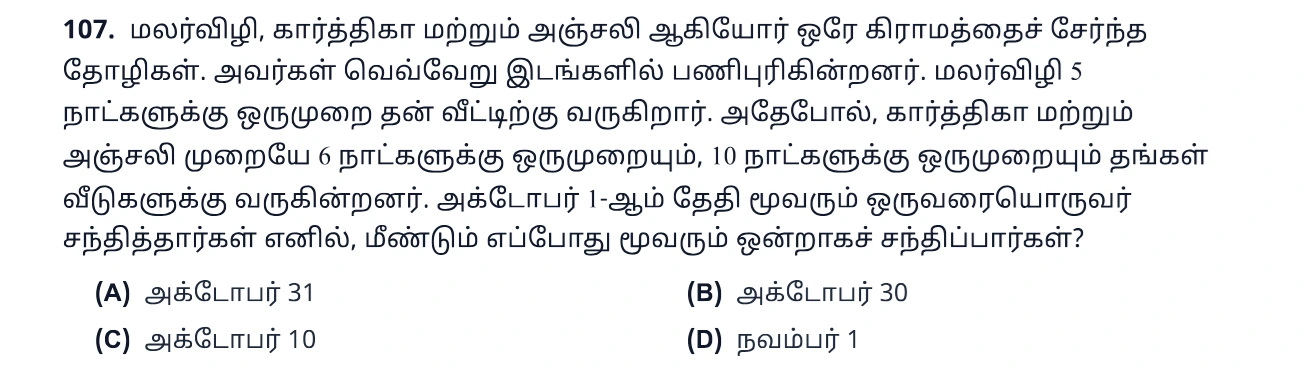 107. மலர்விழி, கார்த்திகா மற்றும் அஞ்சலி ஆகியோர் ஒரே கிராமத்தைச் சேர்ந்த
தோழிகள். அவர்கள் வெவ்வேறு இடங்களில் பணிபுரிகின்றனர். மலர்விழி 5
நாட்களுக்கு ஒருமுறை தன் வீட்டிற்கு வருகிறார். அதேபோல், கார்த்திகா மற்றும்
அஞ்சலி முறையே 6 நாட்களுக்கு ஒருமுறையும், 10 நாட்களுக்கு ஒருமுறையும் தங்கள்
வீடுகளுக்கு வருகின்றனர். அக்டோபர் 1-ஆம் தேதி மூவரும் ஒருவரையொருவர்
சந்தித்தார்கள் எனில், மீண்டும் எப்போது மூவரும் ஒன்றாகச் சந்திப்பார்கள்?
(A) அக்டோபர் 31 (B) அக்டோபர் 30
(C) அக்டோபர் 10 (D) நவம்பர் 1